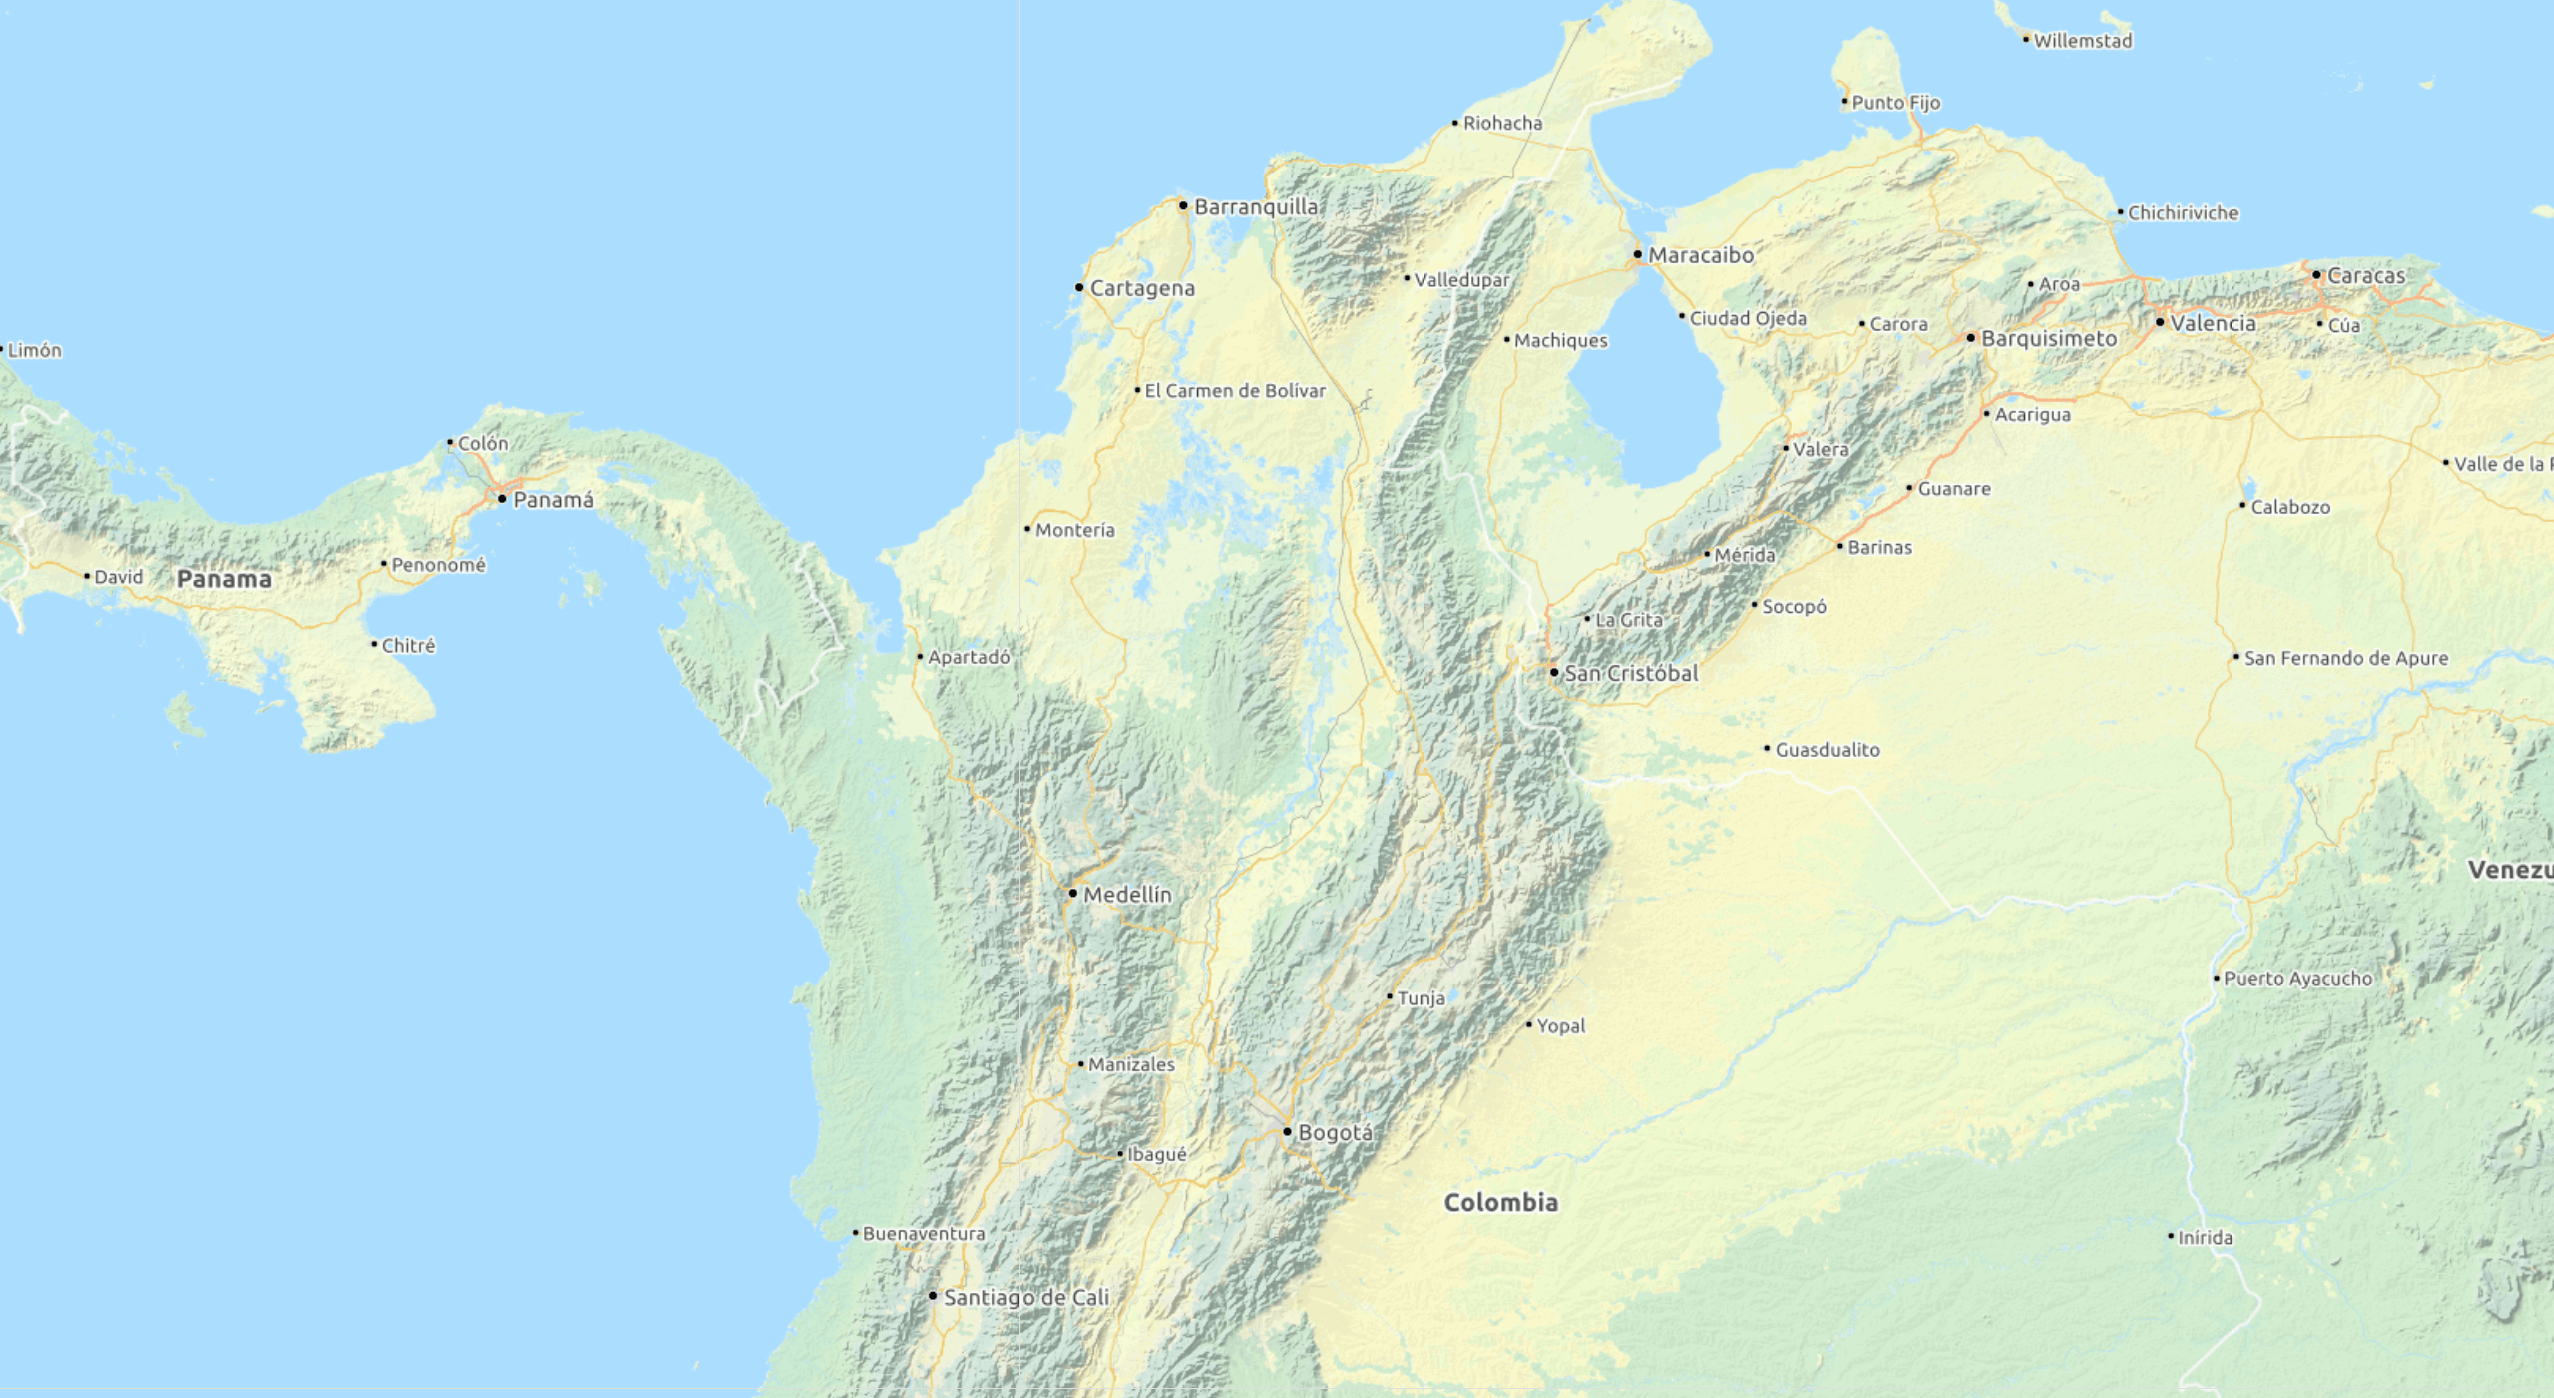 Willemstad
Punto Fijo
Riohacha
Barranquilla
Chichiriviche
Maracaibo
Valledupar
Caracas
Aroa
Cartagena
Ciudad Ojeda
Carora
Valencia
Cúa
Barquisimeto
Machiques
Limón
El Carmen de Bolívar
Acarigua
Colón
Valera
Valle de la P
Guanare
Panamá
Calabozo
Montería
Barinas
Mérida
Penonomé
David
Panama
Socopó
La Grita
Chitré
Apartadó
San Fernando de Apure
San Cristóbal
Guasdualito
Venezu
Medellín
Puerto Ayacucho
Tunja
Yopal
Manizales
Bogotá
Ibagué
Colombia
Buenaventura
Inírida
Santiago de Cali